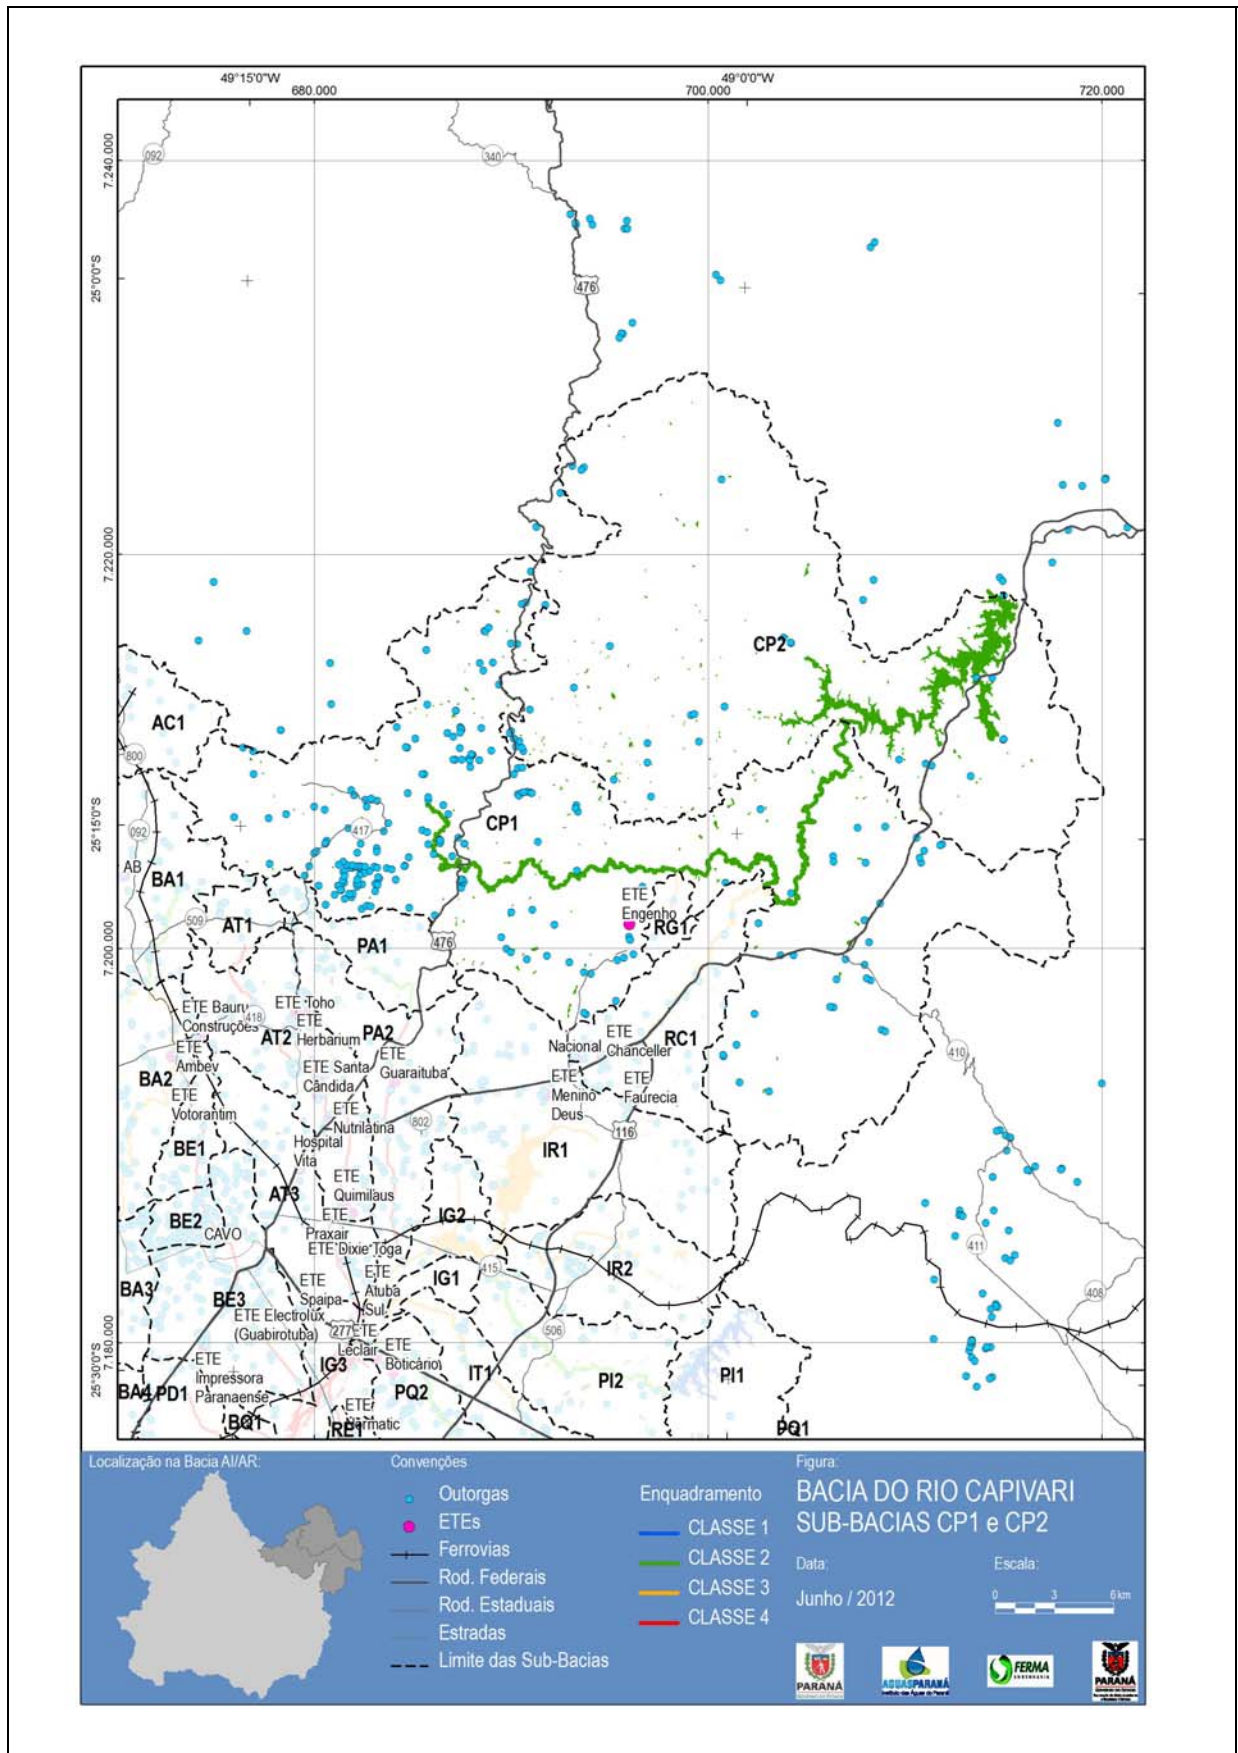 49°15'0"W
49°0'0"W
680.000
700.000
720.000
7.240.000
092
340
25°0'0"S
476
7.220.000
CP2
AC1
800
CP1
25°15'0"S
417
092
AB
BA1
ETE
Engenho
509
AT1
RG1
PA1
476
7.200.000
ETE Bauru
Construções
418
ETE Toho
ETE
Herbarium
AT2
PA2
ETE
Chanceller
Nacional
RC1
410
ETE
Ambev
ETE
Guaraituba
BA2
ETE Santa
Cândida
ETE
Menino
Deus
ETE
Faurecia
ETE
Votorantim
ETE
Nutrilatina
802
116
BE1
Hospital
Vita
IR1
ETE
Quimilaus
AT3
BE2
CAVO
ETE
Praxair
IG2
ETE Dixie Toga
411
415
IR2
BA3
BE3
ETE
Spaipa
ETE
Atuba
Sul
IG1
408
ETE Electrolux
(Guabirotuba)
277
ETE
Leclair
506
7.180.000
25°30'0"S
ETE
Boticário
ETE
Impressora
Paranaense
IG3
IT1
PI2
PI1
BA4
PD1
PQ2
BQ1
RE1
PQ1
Localização na Bacia AI/AR:
Convenções
Outorgas
ETEs
Ferrovias
Rod. Federais
Rod. Estaduais
Estradas
Limite das Sub-Bacias
Enquadramento
CLASSE 1
CLASSE 2
CLASSE 3
CLASSE 4
Figura:
BACIA DO RIO CAPIVARI
SUB-BACIAS CP1 e CP2
Data:
Junho / 2012
Escala:
0 3 6 km
PARANÁ
AGUASPARANÁ
Instituto das Águas do Paraná
FERMA
ENGENHARIA
PARANÁ